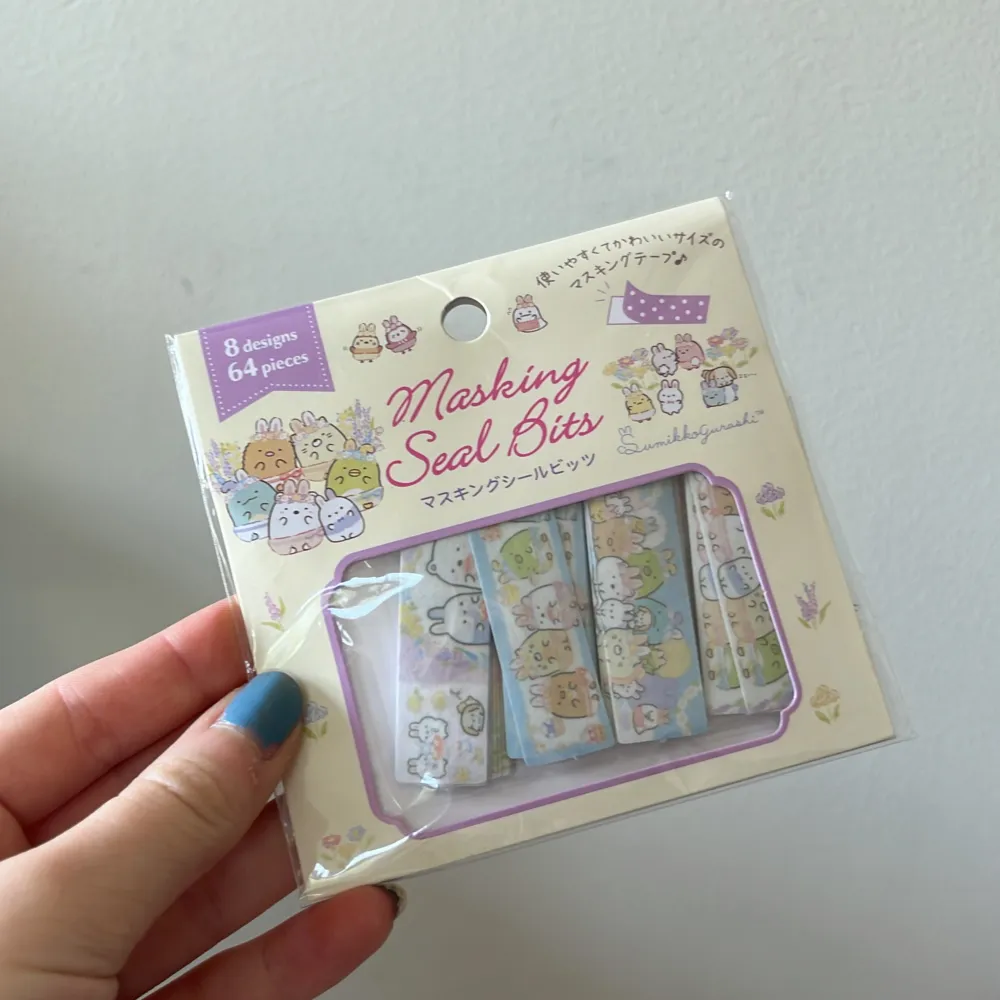 使いやすくてかわいいサイズの
マスキングテープ♪
8 designs
64 pieces
Masking
Seal Bits
マスキングシールビッツ
Sumikkogurashi™